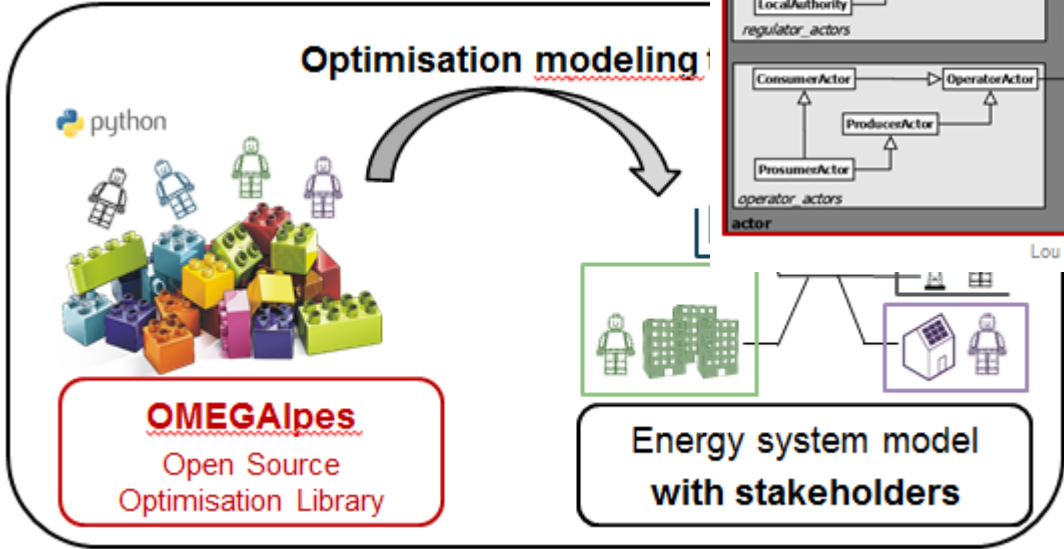 LocalAuthority
regulator_actors
Optimisation modeling
ConsumerActor
OperatorActor
ProducerActor
ProsumerActor
operator_actors
actor
Lou
python
OMEGAlpes
Open Source
Optimisation Library
Energy system model
with stakeholders